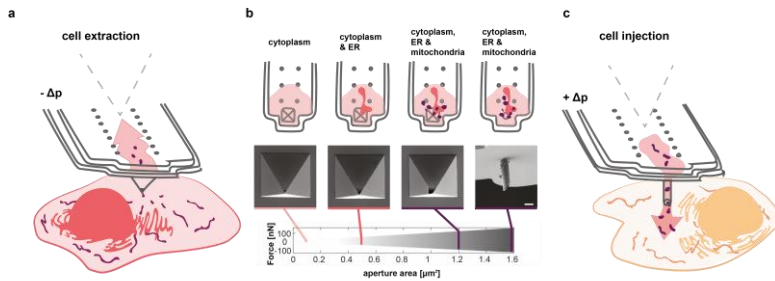 a
cell extraction
- Δp
b
cytoplasm
cytoplasm
& ER
cytoplasm,
ER &
mitochondria
cytoplasm,
ER &
mitochondria
Force [nN]
100
0
100
0
0.2
0.4
0.6
0.8
1
1.2
1.4
1.6
aperture area [µm²]
c
cell injection
+ Δp